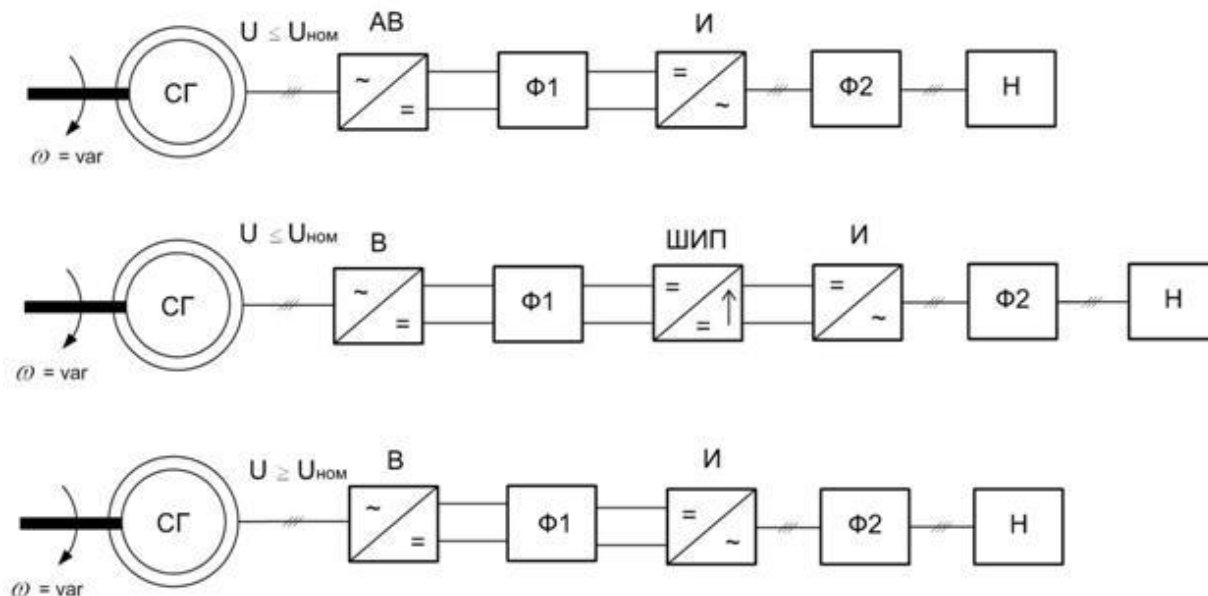 U ≤ Uном АВ И
СГ ~ = Ф1 = ~ Ф2 Н
ω = var
U ≤ Uном В ШИП И
СГ ~ = Ф1 = = = ~ Ф2 Н
ω = var
U ≥ Uном В И
СГ ~ = Ф1 = ~ Ф2 Н
ω = var